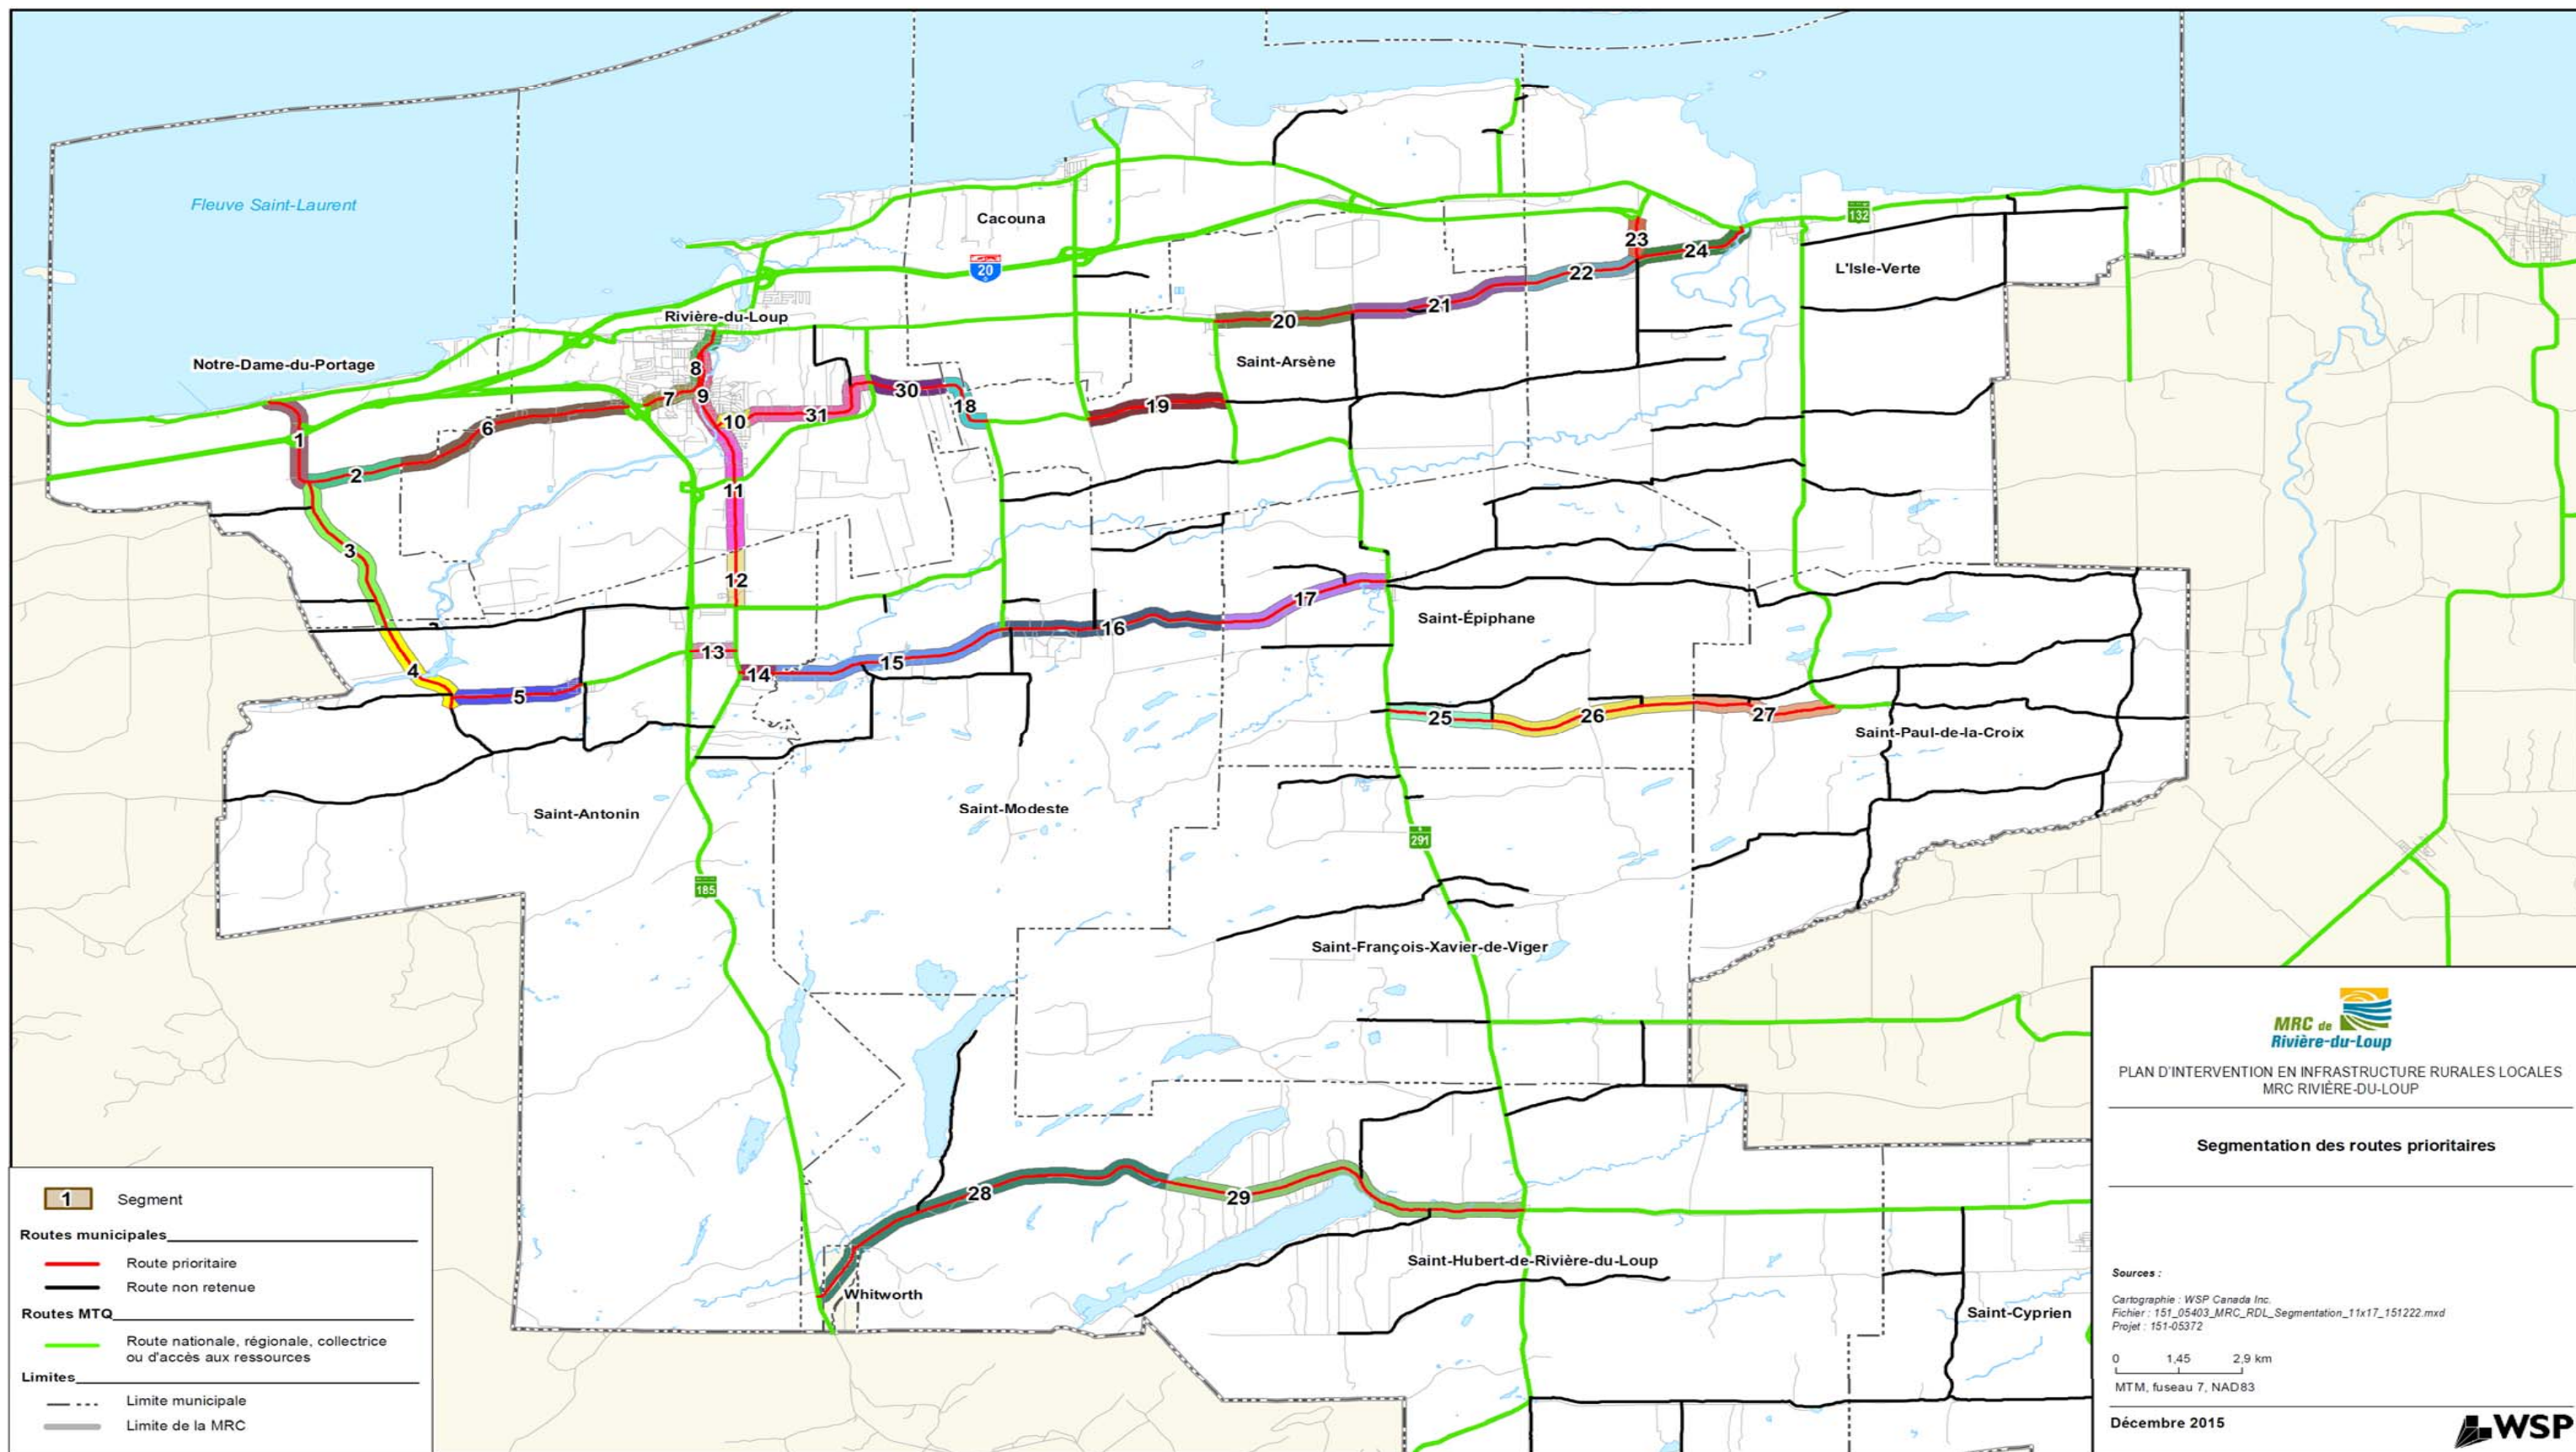 Fleuve Saint-Laurent
Cacouna
20
132
L'Isle-Verte
Rivière-du-Loup
Notre-Dame-du-Portage
Saint-Arsène
1
2
3
4
5
6
7
8
9
10
11
12
13
14
15
16
17
18
19
20
21
22
23
24
25
26
27
28
29
30
31
Saint-Épiphane
Saint-Paul-de-la-Croix
Saint-Antonin
Saint-Modeste
291
185
Saint-François-Xavier-de-Viger
Saint-Hubert-de-Rivière-du-Loup
Whitworth
Saint-Cyprien
1 Segment
Routes municipales
Route prioritaire
Route non retenue
Routes MTQ
Route nationale, régionale, collectrice
ou d'accès aux ressources
Limites
Limite municipale
Limite de la MRC
MRC de
Rivière-du-Loup
PLAN D'INTERVENTION EN INFRASTRUCTURE RURALES LOCALES
MRC RIVIÈRE-DU-LOUP
Segmentation des routes prioritaires
Sources :
Cartographie : WSP Canada Inc.
Fichier : 151_05403_MRC_RDL_Segmentation_11x17_151222.mxd
Projet : 151-05372
0 1,45 2,9 km
MTM, fuseau 7, NAD83
Décembre 2015
WSP